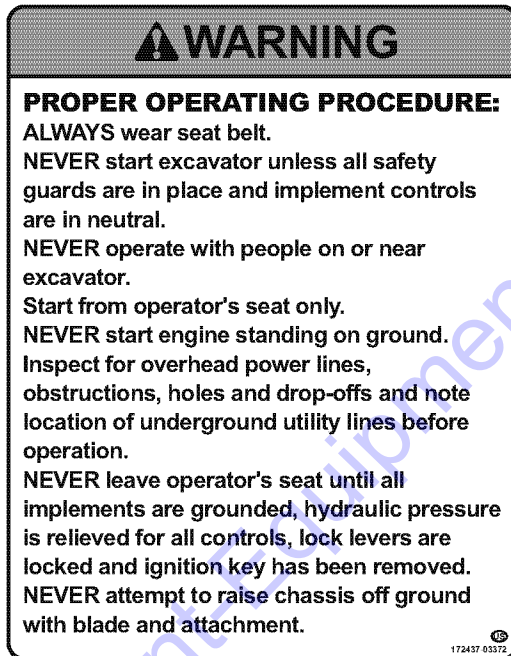 WARNING
PROPER OPERATING PROCEDURE:
ALWAYS wear seat belt.
NEVER start excavator unless all safety
guards are in place and implement controls
are in neutral.
NEVER operate with people on or near
excavator.
Start from operator's seat only.
NEVER start engine standing on ground.
Inspect for overhead power lines,
obstructions, holes and drop-offs and note
location of underground utility lines before
operation.
NEVER leave operator's seat until all
implements are grounded, hydraulic pressure
is relieved for all controls, lock levers are
locked and ignition key has been removed.
NEVER attempt to raise chassis off ground
with blade and attachment.
US
172437-03372
nt-Equipmen